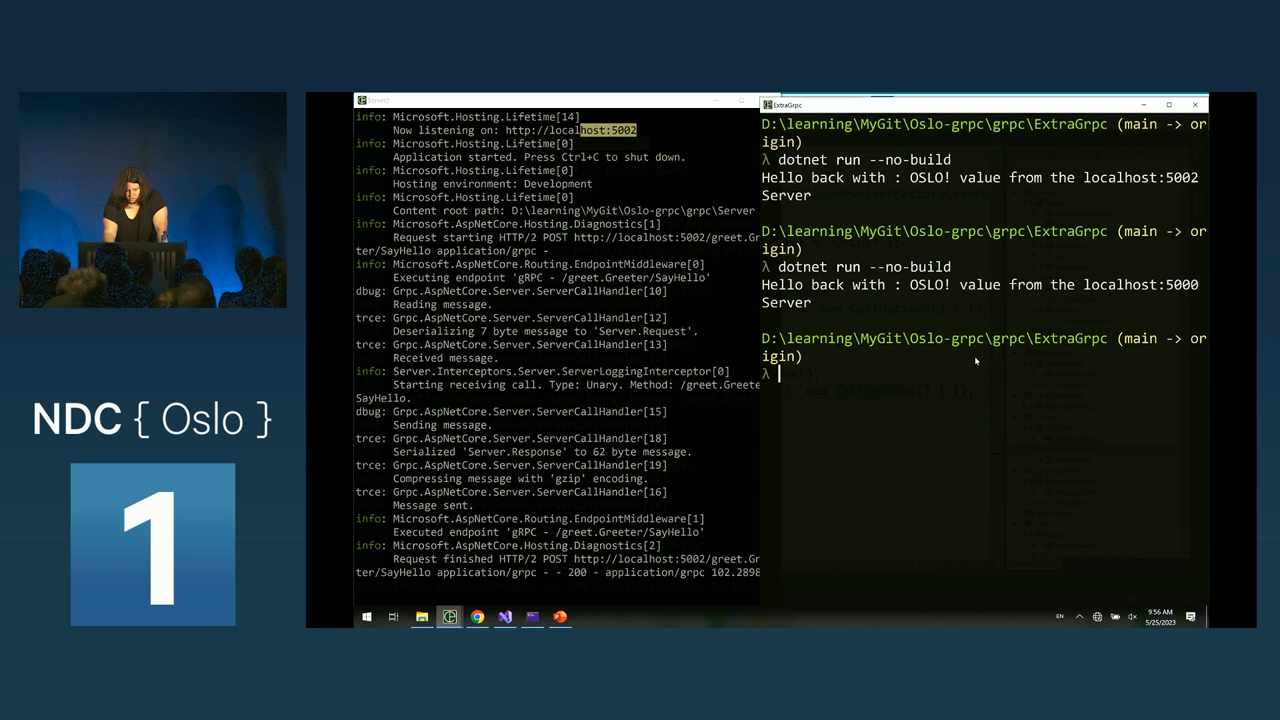 NDC { Oslo }
1
Server2
info: Microsoft.Hosting.Lifetime[14]
Now listening on: http://localhost:5002
info: Microsoft.Hosting.Lifetime[0]
Application started. Press Ctrl+C to shut down.
info: Microsoft.Hosting.Lifetime[0]
Hosting environment: Development
info: Microsoft.Hosting.Lifetime[0]
Content root path: D:\learning\MyGit\Oslo-grpc\grpc\Server
info: Microsoft.AspNetCore.Hosting.Diagnostics[1]
Request starting HTTP/2 POST http://localhost:5002/greet.Gr
ter/SayHello application/grpc -
info: Microsoft.AspNetCore.Routing.EndpointMiddleware[0]
Executing endpoint 'gRPC - /greet.Greeter/SayHello'
dbug: Grpc.AspNetCore.Server.ServerCallHandler[10]
Reading message.
trce: Grpc.AspNetCore.Server.ServerCallHandler[12]
Deserializing 7 byte message to 'Server.Request'.
trce: Grpc.AspNetCore.Server.ServerCallHandler[13]
Received message.
info: Server.Interceptors.Server.ServerLoggingInterceptor[0]
Starting receiving call. Type: Unary. Method: /greet.Greete
SayHello.
dbug: Grpc.AspNetCore.Server.ServerCallHandler[15]
Sending message.
trce: Grpc.AspNetCore.Server.ServerCallHandler[18]
Serialized 'Server.Response' to 62 byte message.
trce: Grpc.AspNetCore.Server.ServerCallHandler[19]
Compressing message with 'gzip' encoding.
trce: Grpc.AspNetCore.Server.ServerCallHandler[16]
Message sent.
info: Microsoft.AspNetCore.Routing.EndpointMiddleware[1]
Executed endpoint 'gRPC - /greet.Greeter/SayHello'
info: Microsoft.AspNetCore.Hosting.Diagnostics[2]
Request finished HTTP/2 POST http://localhost:5002/greet.Gr
ter/SayHello application/grpc - - 200 - application/grpc 102.2898
ExtraGrpc
D:\learning\MyGit\Oslo-grpc\grpc\ExtraGrpc (main -> or
igin)
λ dotnet run --no-build
Hello back with : OSLO! value from the localhost:5002
Server
D:\learning\MyGit\Oslo-grpc\grpc\ExtraGrpc (main -> or
igin)
λ dotnet run --no-build
Hello back with : OSLO! value from the localhost:5000
Server
D:\learning\MyGit\Oslo-grpc\grpc\ExtraGrpc (main -> or
igin)
λ
EN
9:56 AM
5/25/2023